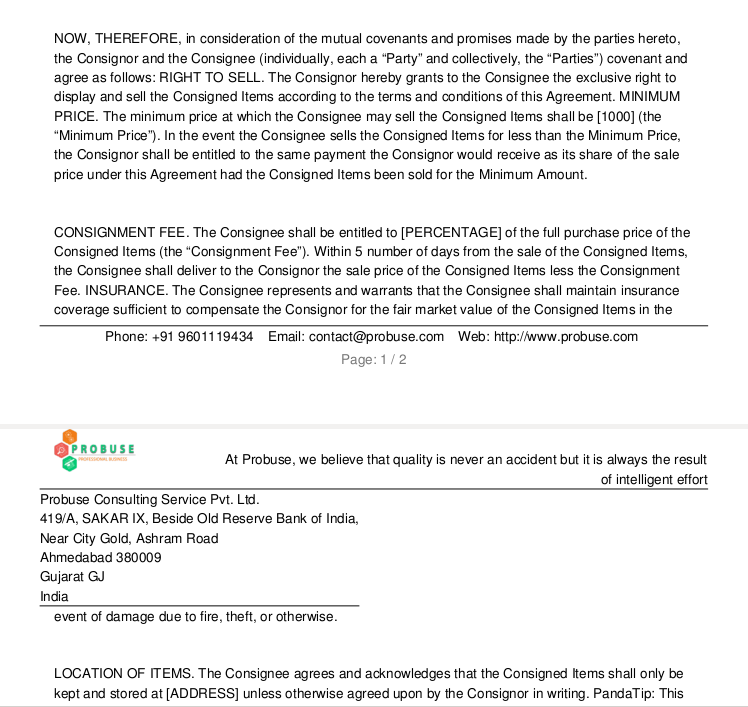 NOW, THEREFORE, in consideration of the mutual covenants and promises made by the parties hereto,
the Consignor and the Consignee (individually, each a “Party” and collectively, the “Parties”) covenant and
agree as follows: RIGHT TO SELL. The Consignor hereby grants to the Consignee the exclusive right to
display and sell the Consigned Items according to the terms and conditions of this Agreement. MINIMUM
PRICE. The minimum price at which the Consignee may sell the Consigned Items shall be [1000] (the
“Minimum Price”). In the event the Consignee sells the Consigned Items for less than the Minimum Price,
the Consignor shall be entitled to the same payment the Consignor would receive as its share of the sale
price under this Agreement had the Consigned Items been sold for the Minimum Amount.
CONSIGNMENT FEE. The Consignee shall be entitled to [PERCENTAGE] of the full purchase price of the
Consigned Items (the “Consignment Fee”). Within 5 number of days from the sale of the Consigned Items,
the Consignee shall deliver to the Consignor the sale price of the Consigned Items less the Consignment
Fee. INSURANCE. The Consignee represents and warrants that the Consignee shall maintain insurance
coverage sufficient to compensate the Consignor for the fair market value of the Consigned Items in the
Phone: +91 9601119434 Email: contact@probuse.com Web: http://www.probuse.com
Page: 1 / 2
PROBUSE
PROFESSIONAL BUSINESS
At Probuse, we believe that quality is never an accident but it is always the result
of intelligent effort
Probuse Consulting Service Pvt. Ltd.
419/A, SAKAR IX, Beside Old Reserve Bank of India,
Near City Gold, Ashram Road
Ahmedabad 380009
Gujarat GJ
India
event of damage due to fire, theft, or otherwise.
LOCATION OF ITEMS. The Consignee agrees and acknowledges that the Consigned Items shall only be
kept and stored at [ADDRESS] unless otherwise agreed upon by the Consignor in writing. PandaTip: This